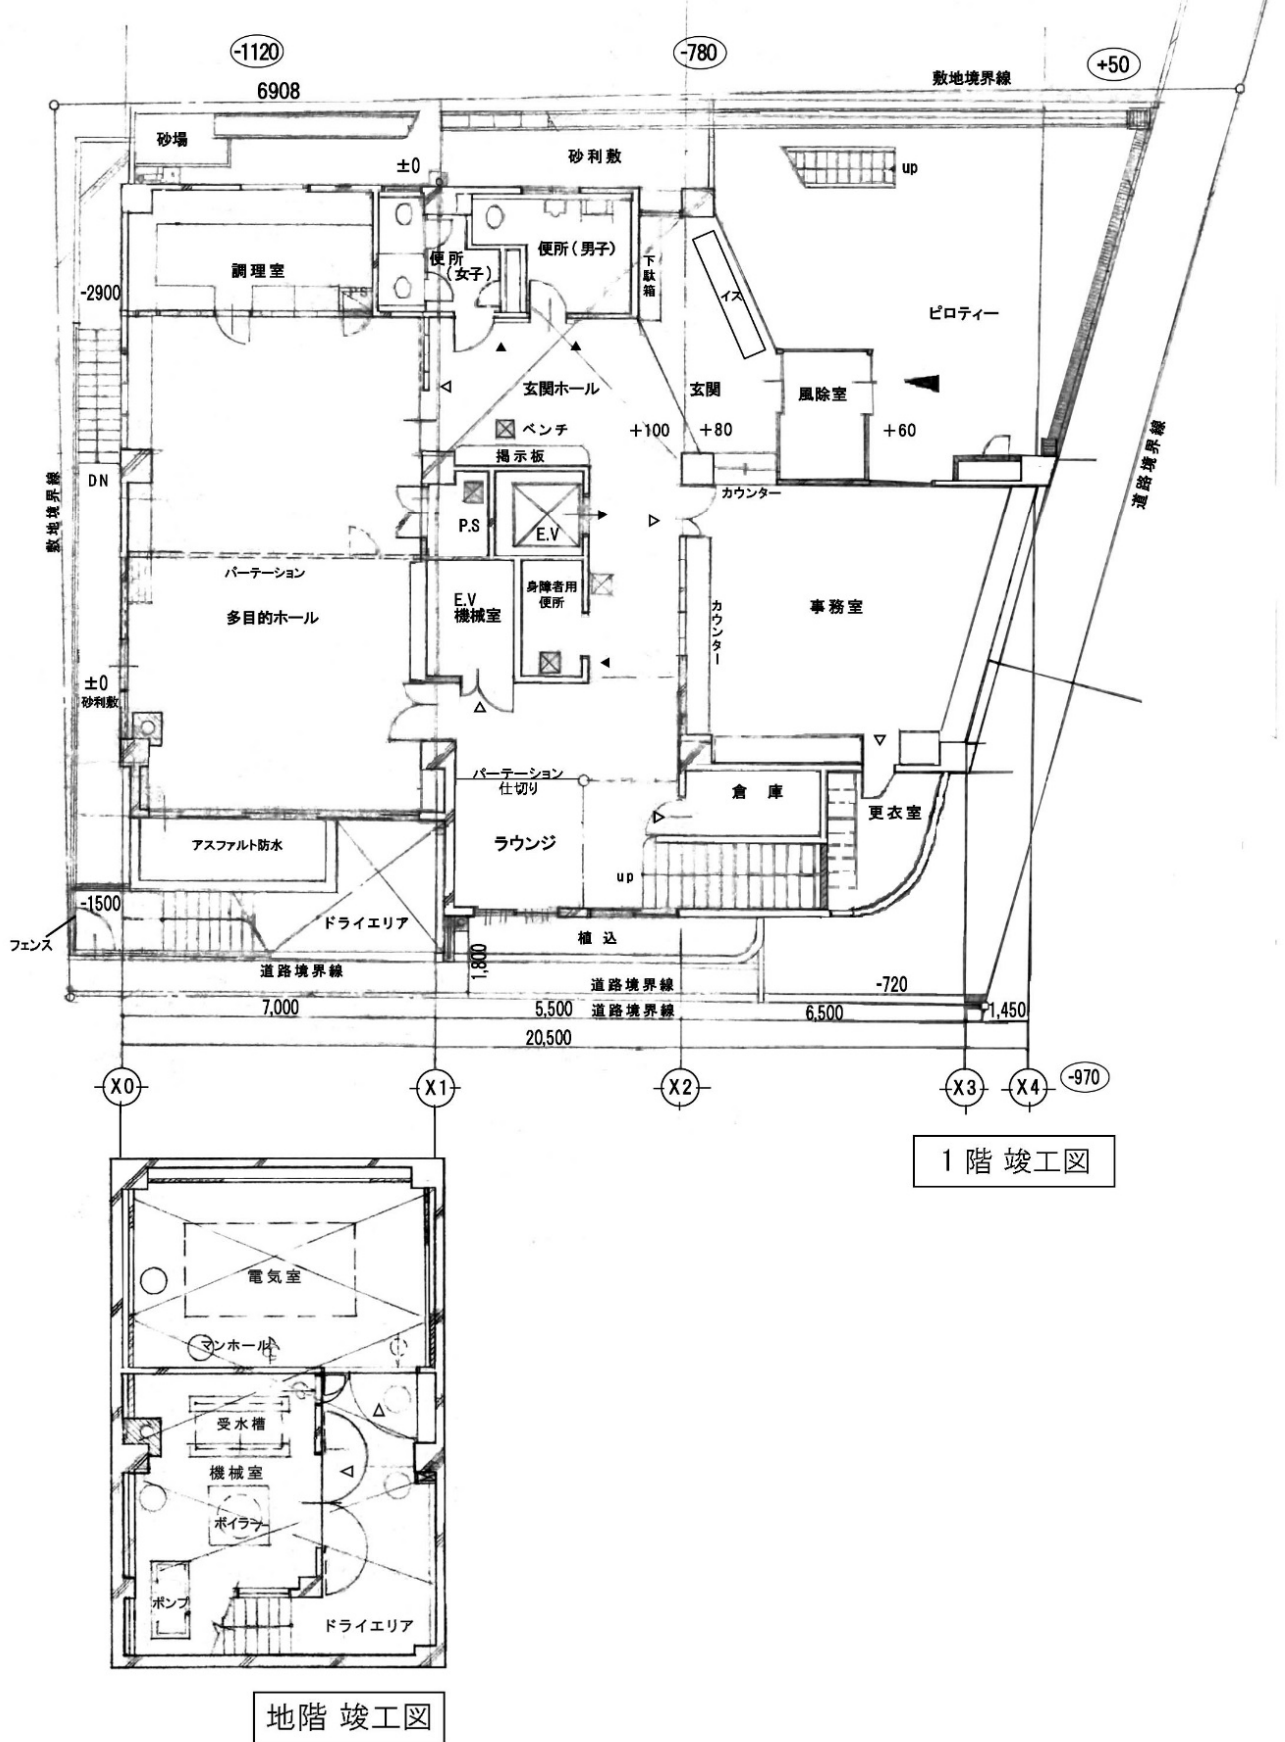 -1120
-780
+50
敷地境界線
6908
砂場
±0
砂利敷
up
便所(男子)
便所
(女子)
下駄箱
調理室
-2900
イス
ピロティー
玄関ホール
玄関
風除室
ベンチ
+100
+80
+60
掲示板
DN
敷地境界線
道路境界線
カウンター
P.S
E.V
パーテーション
身障者用
便所
E.V
機械室
カウンター
事務室
多目的ホール
±0
砂利敷
パーテーション
仕切り
倉庫
更衣室
アスファルト防水
ラウンジ
up
-1500
フェンス
ドライエリア
植込
1,800
道路境界線
道路境界線
-720
7,000
5,500
道路境界線
6,500
1,450
20,500
X0
X1
X2
X3
X4
-970
1階 竣工図
電気室
マンホール
受水槽
機械室
ボイラー
ポンプ
ドライエリア
地階 竣工図